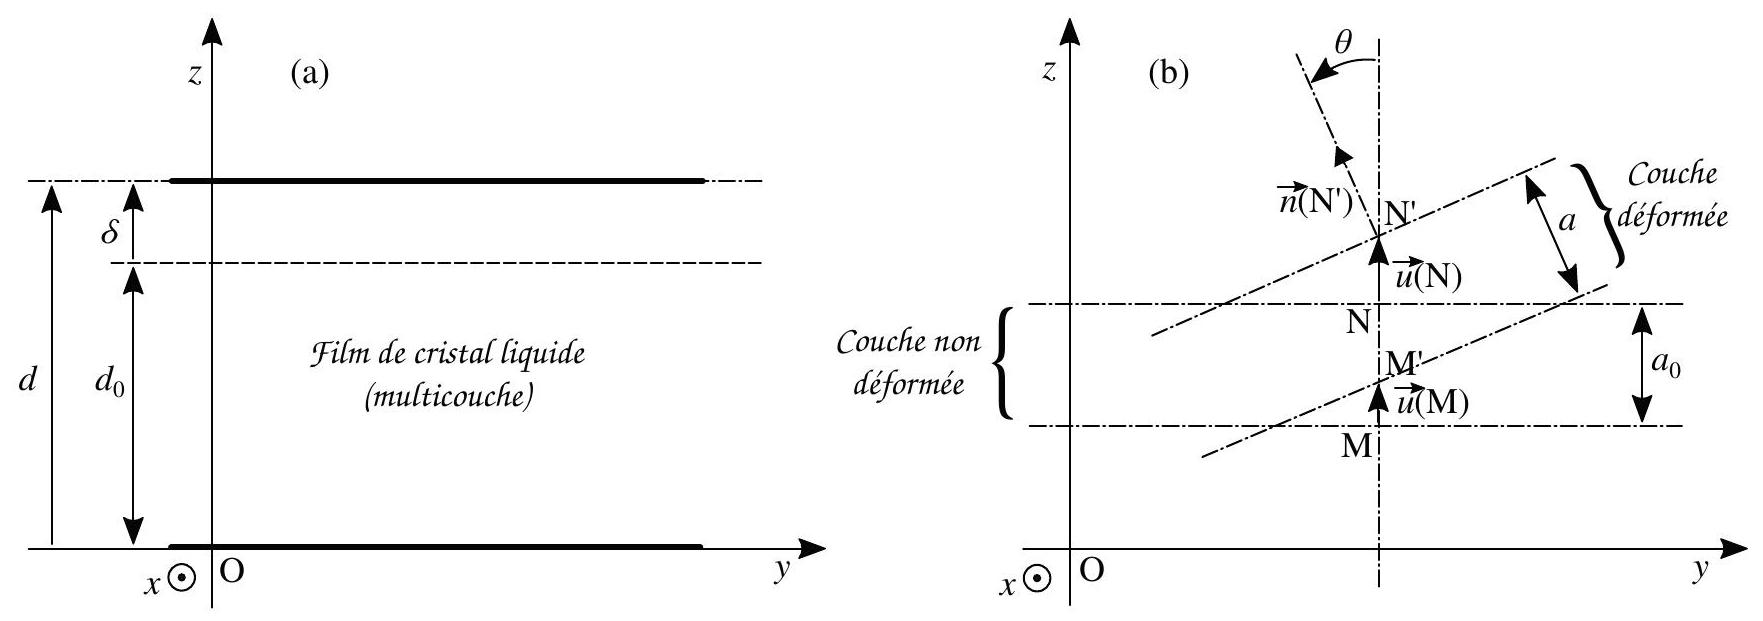 (a)
z
δ
d
d₀
Film de cristal liquide
(multicouche)
x
O
y
(b)
z
θ
n⃗(N')
N'
a
Couche
déformée
u⃗(N)
N
Couche non
déformée
M'
u⃗(M)
a₀
M
x
O
y